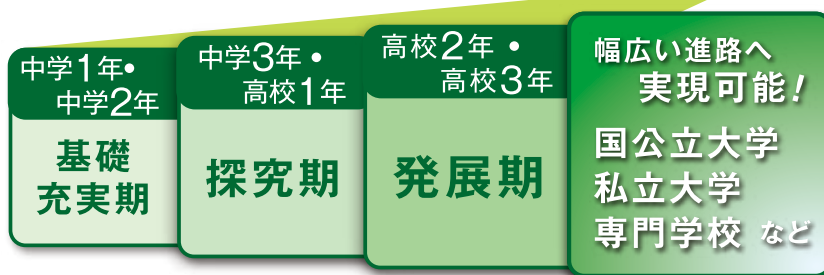 中学1年•
中学2年
基礎
充実期
中学3年・
高校1年
探究期
高校2年・
高校3年
発展期
幅広い進路へ
実現可能!
国公立大学
私立大学
専門学校 など